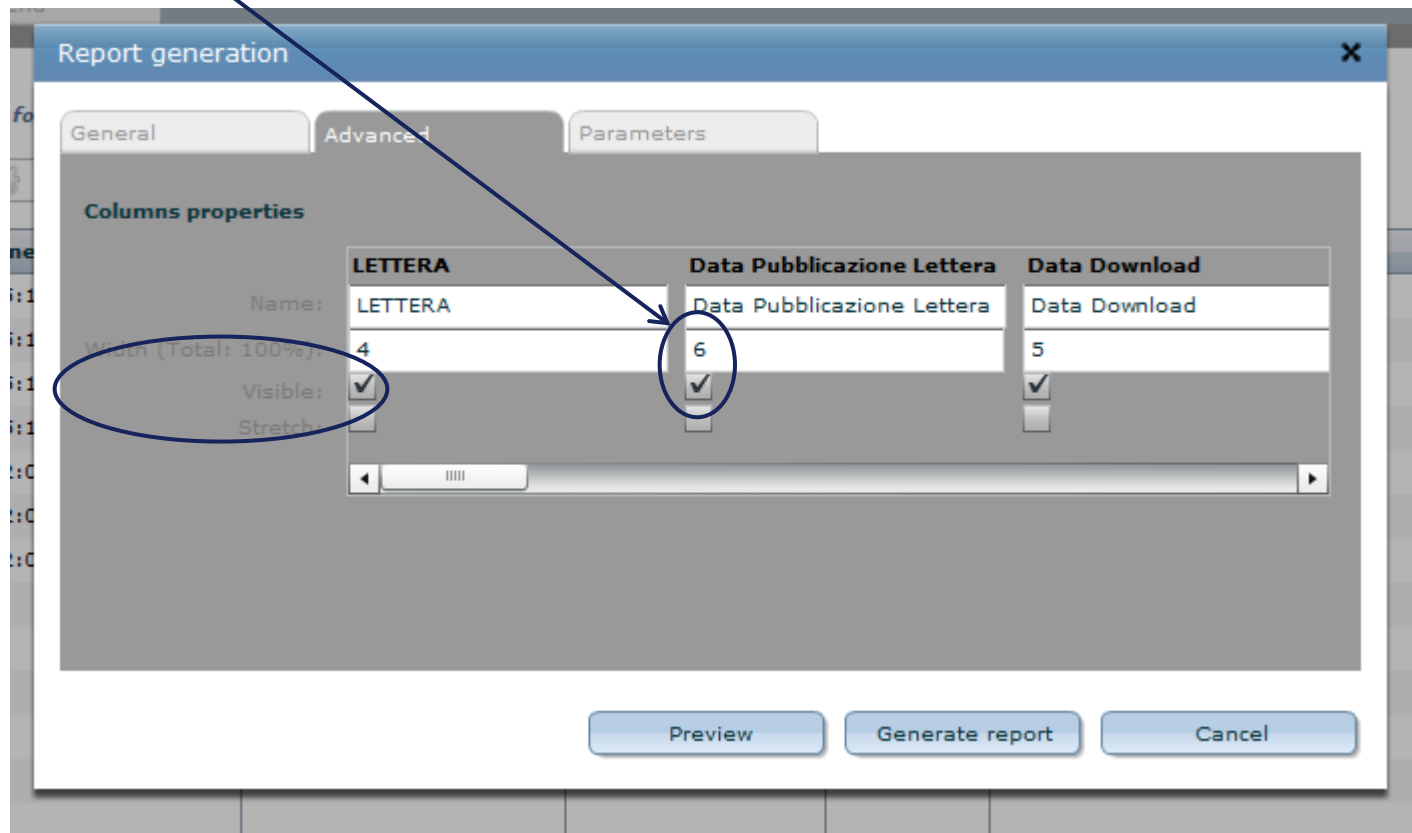 Report generation
General Advanced Parameters
fo
Columns properties
LETTERA Data Pubblicazione Lettera Data Download
Name: LETTERA Data Pubblicazione Lettera Data Download
Width (Total: 100%): 4 6 5
Visible:
Stretch:
Preview Generate report Cancel